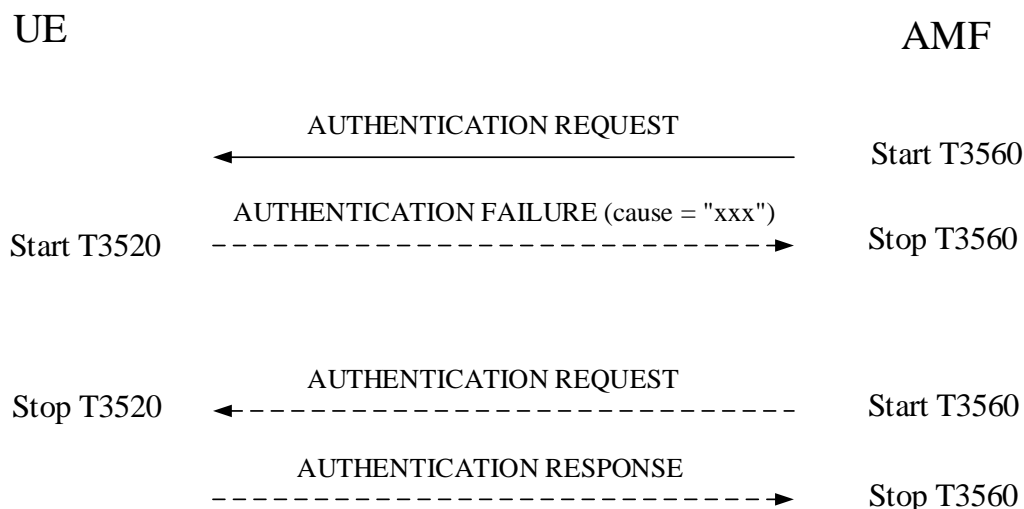 UE
AMF
AUTHENTICATION REQUEST
Start T3560
AUTHENTICATION FAILURE (cause = "xxx")
Start T3520
Stop T3560
AUTHENTICATION REQUEST
Stop T3520
Start T3560
AUTHENTICATION RESPONSE
Stop T3560